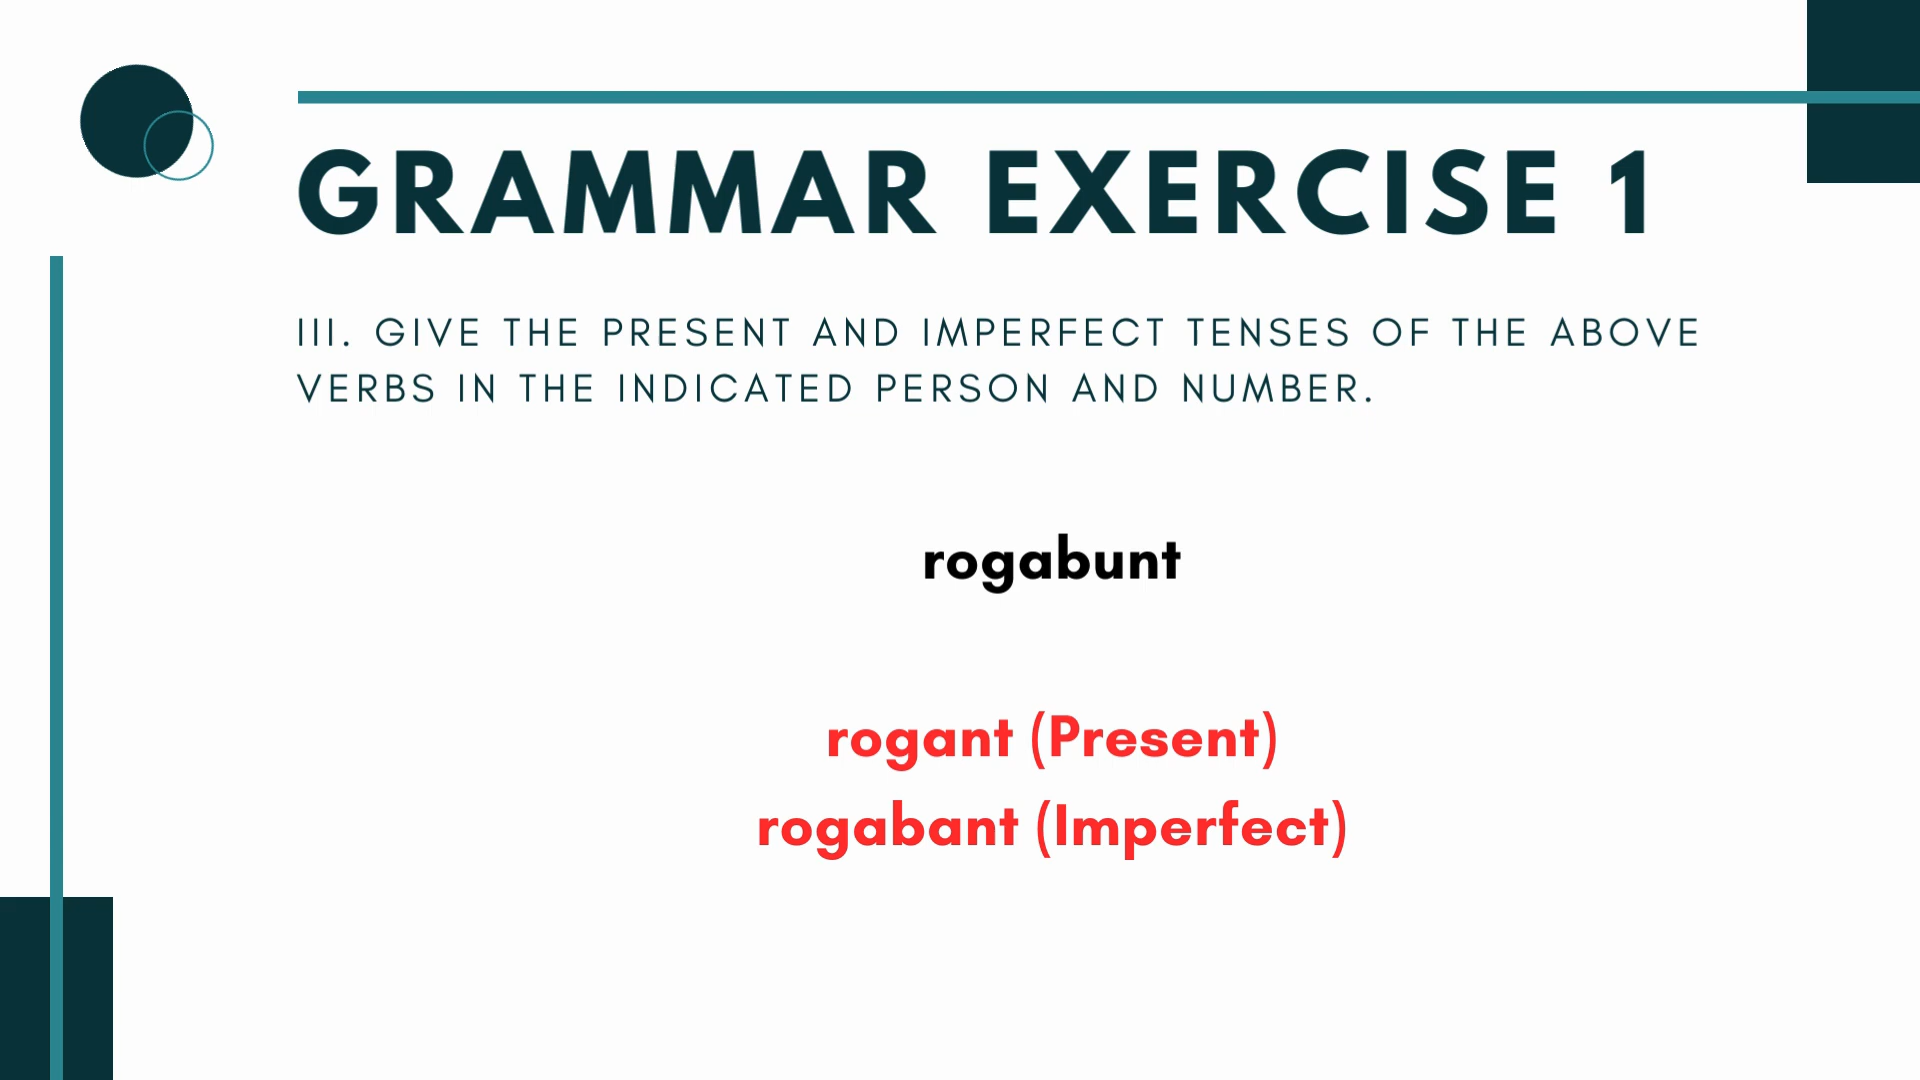 GRAMMAR EXERCISE 1
III. GIVE THE PRESENT AND IMPERFECT TENSES OF THE ABOVE
VERBS IN THE INDICATED PERSON AND NUMBER.
rogabunt
rogant (Present)
rogabant (Imperfect)